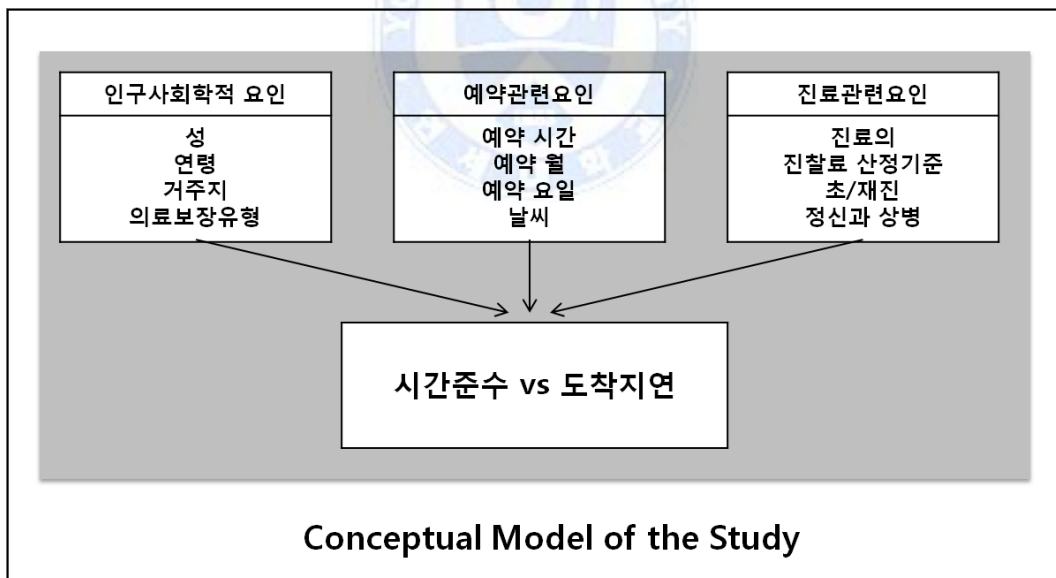 인구사회학적 요인
성
연령
거주지
의료보장유형
예약관련요인
예약 시간
예약 월
예약 요일
날씨
진료관련요인
진료의
진찰료 산정기준
초/재진
정신과 상병
시간준수 vs 도착지연
Conceptual Model of the Study